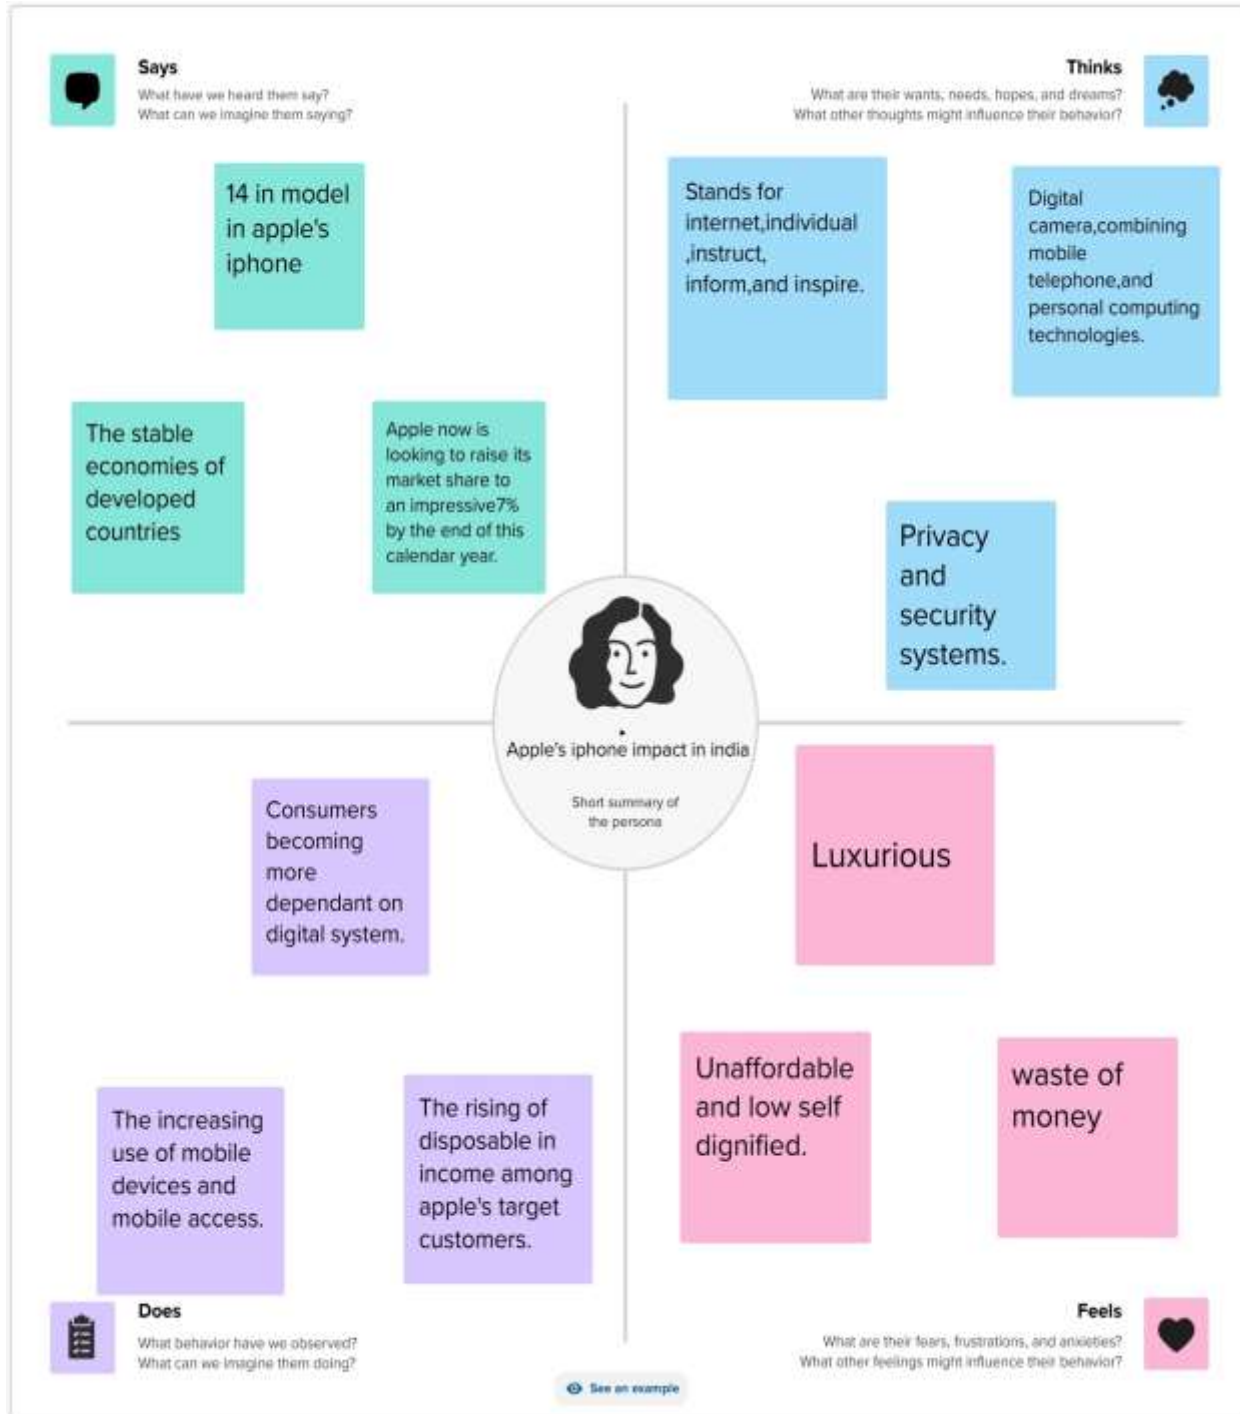 Says
What have we heard them say?
What can we imagine them saying?
14 in model
in apple's
iphone
The stable
economies of
developed
countries
Apple now is
looking to raise its
market share to
an impressive7%
by the end of this
calendar year.
Thinks
What are their wants, needs, hopes, and dreams?
What other thoughts might influence their behavior?
Stands for
internet,individual
,instruct,
inform,and inspire.
Digital
camera,combining
mobile
telephone,and
personal computing
technologies.
Privacy
and
security
systems.
Apple's iphone impact in india
Short summary of
the persona
Consumers
becoming
more
dependant on
digital system.
The increasing
use of mobile
devices and
mobile access.
The rising of
disposable in
income among
apple's target
customers.
Does
What behavior have we observed?
What can we imagine them doing?
Luxurious
Unaffordable
and low self
dignified.
waste of
money
Feels
What are their fears, frustrations, and anxieties?
What other feelings might influence their behavior?
See an example